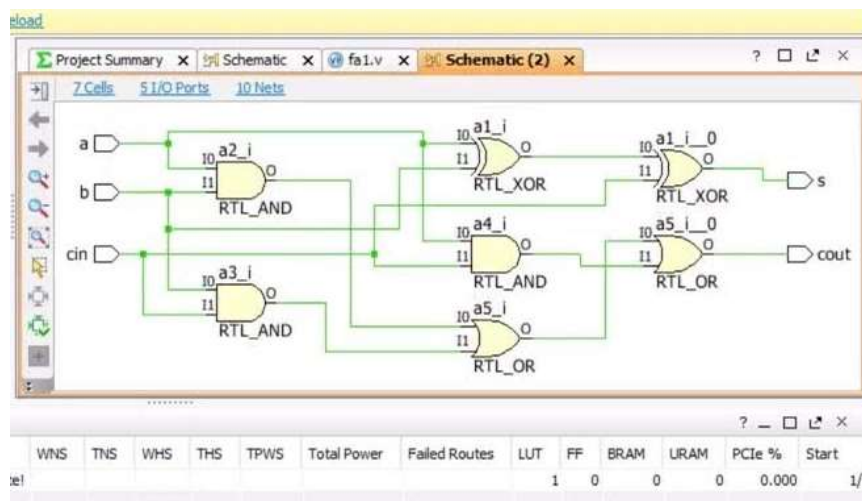 eload
Project Summary × Schematic × fa1.v × Schematic (2) × ?
7 Cells 5 I/O Ports 10 Nets
a
b
cin
I0 a2_i
I1 O
RTL_AND
I0 a3_i
I1 O
RTL_AND
I0 a1_i
I1 O
RTL_XOR
I0 a4_i
I1 O
RTL_AND
I0 a5_i
I1 O
RTL_OR
I0 a1_i__0
I1 O
RTL_XOR
I0 a5_i__0
I1 O
RTL_OR
s
cout
?
WNS TNS WHS THS TPWS Total Power Failed Routes LUT FF BRAM URAM PCIe % Start
te! 1 0 0 0 0.000 1/